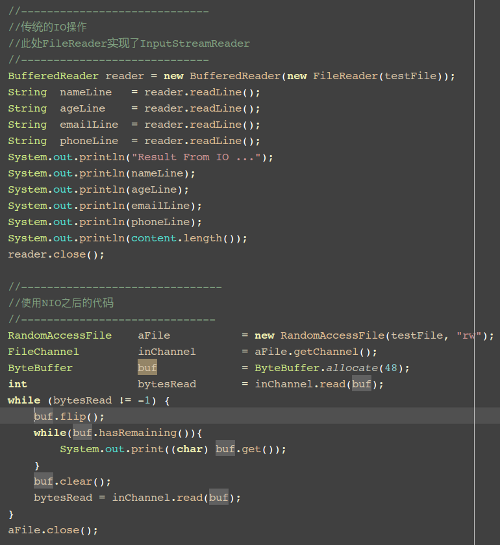 //-----------------------------
//传统的IO操作
//此处FileReader实现了InputStreamReader
//-----------------------------
BufferedReader reader = new BufferedReader(new FileReader(testFile));
String  nameLine   = reader.readLine();
String  ageLine    = reader.readLine();
String  emailLine  = reader.readLine();
String  phoneLine  = reader.readLine();
System.out.println("Result From IO ...");
System.out.println(nameLine);
System.out.println(ageLine);
System.out.println(emailLine);
System.out.println(phoneLine);
System.out.println(content.length());
reader.close();
//-------------------------------
//使用NIO之后的代码
//------------------------------
RandomAccessFile    aFile           = new RandomAccessFile(testFile, "rw");
FileChannel         inChannel       = aFile.getChannel();
ByteBuffer          buf             = ByteBuffer.allocate(48);
int                 bytesRead       = inChannel.read(buf);
while (bytesRead != -1) {
    buf.flip();
    while(buf.hasRemaining()){
        System.out.print((char) buf.get());
    }
    buf.clear();
    bytesRead = inChannel.read(buf);
}
aFile.close();